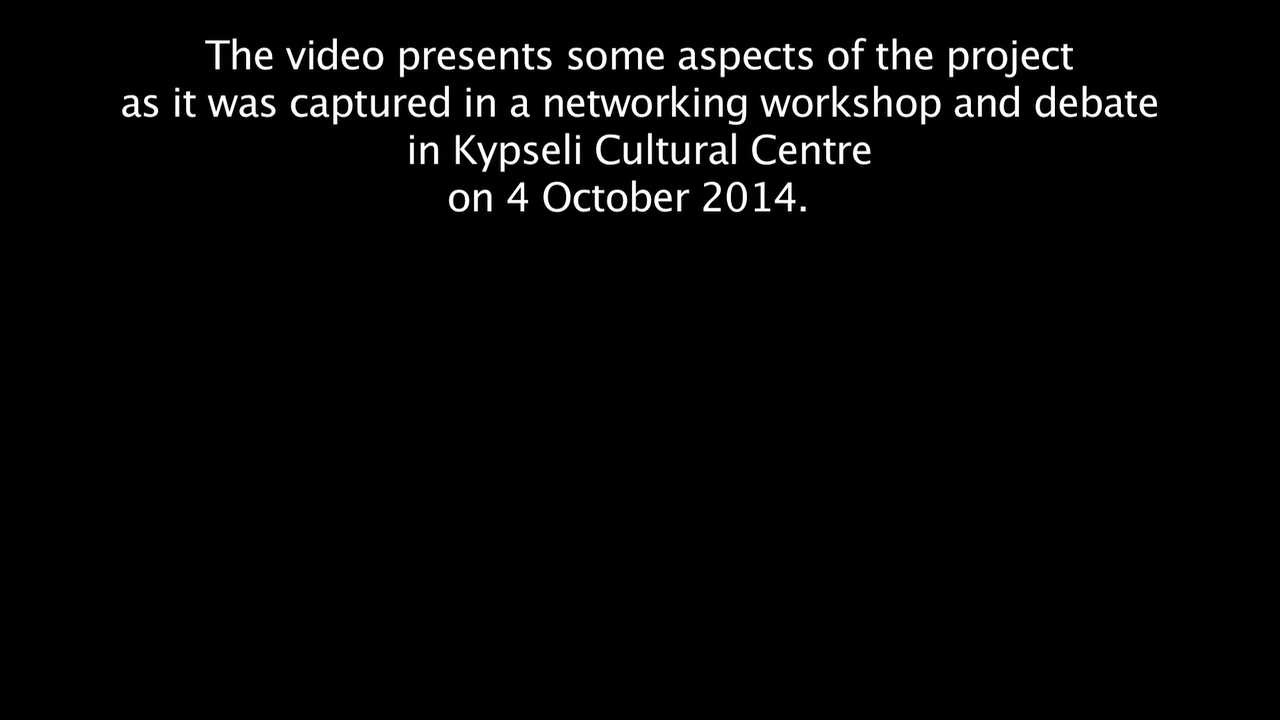 The video presents some aspects of the project
as it was captured in a networking workshop and debate
in Kypseli Cultural Centre
on 4 October 2014.